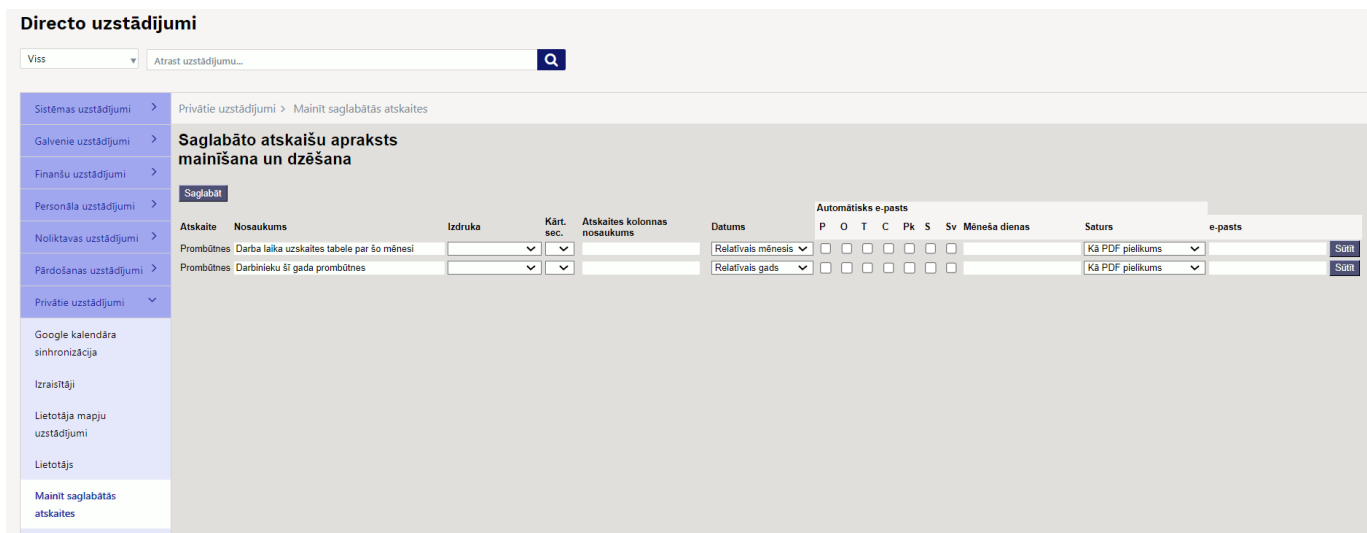 Directo uzstādījumi
Viss
Atrast uzstādījumu...
Sistēmas uzstādījumi
Galvenie uzstādījumi
Finanšu uzstādījumi
Personāla uzstādījumi
Noliktavas uzstādījumi
Pārdošanas uzstādījumi
Privātie uzstādījumi
Google kalendāra
sinhronizācija
Izraisītāji
Lietotāja mapju
uzstādījumi
Lietotājs
Mainīt saglabātās
atskaites
Privātie uzstādījumi > Mainīt saglabātās atskaites
Saglabāto atskaišu apraksts
mainīšana un dzēšana
Saglabāt
Automātisks e-pasts
Atskaite Nosaukums Izdruka Kārt. sec. Atskaites kolonnas nosaukums Datums P O T C Pk S Sv Mēneša dienas Saturs e-pasts
Prombūtnes Darba laika uzskaites tabele par šo mēnesi Relatīvais mēnesis Kā PDF pielikums Sūtīt
Prombūtnes Darbinieku šī gada prombūtnes Relatīvais gads Kā PDF pielikums Sūtīt